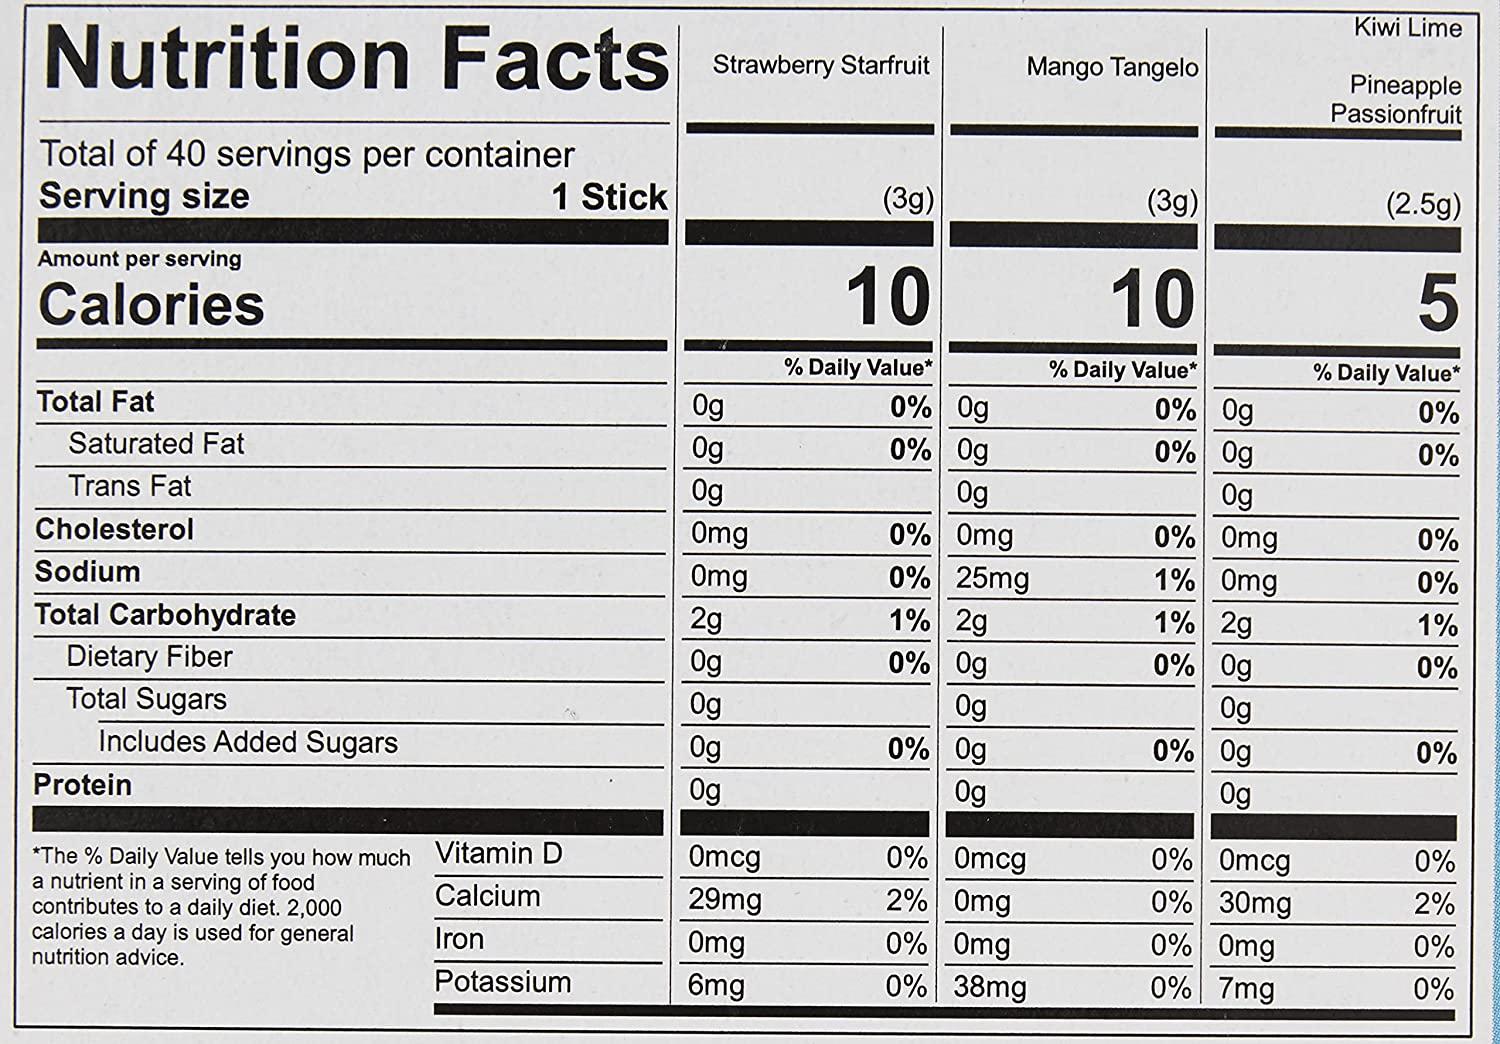 Nutrition Facts
Strawberry Starfruit
Mango Tangelo
Kiwi Lime
Pineapple
Passionfruit
Total of 40 servings per container
Serving size 1 Stick (3g) (3g) (2.5g)
Amount per serving
Calories 10 10 5
% Daily Value* % Daily Value* % Daily Value*
Total Fat 0g 0% 0g 0% 0g 0%
Saturated Fat 0g 0% 0g 0% 0g 0%
Trans Fat 0g 0g 0g
Cholesterol 0mg 0% 0mg 0% 0mg 0%
Sodium 0mg 0% 25mg 1% 0mg 0%
Total Carbohydrate 2g 1% 2g 1% 2g 1%
Dietary Fiber 0g 0% 0g 0% 0g 0%
Total Sugars 0g 0g 0g
Includes Added Sugars 0g 0% 0g 0% 0g 0%
Protein 0g 0g 0g
*The % Daily Value tells you how much
a nutrient in a serving of food
contributes to a daily diet. 2,000
calories a day is used for general
nutrition advice.
Vitamin D 0mcg 0% 0mcg 0% 0mcg 0%
Calcium 29mg 2% 0mg 0% 30mg 2%
Iron 0mg 0% 0mg 0% 0mg 0%
Potassium 6mg 0% 38mg 0% 7mg 0%